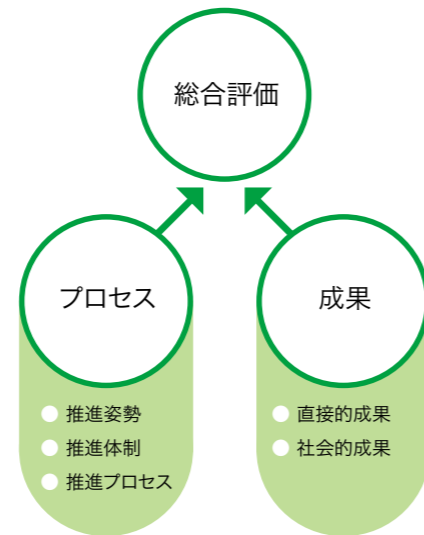 総合評価
プロセス
推進姿勢
推進体制
推進プロセス
成果
直接的成果
社会的成果